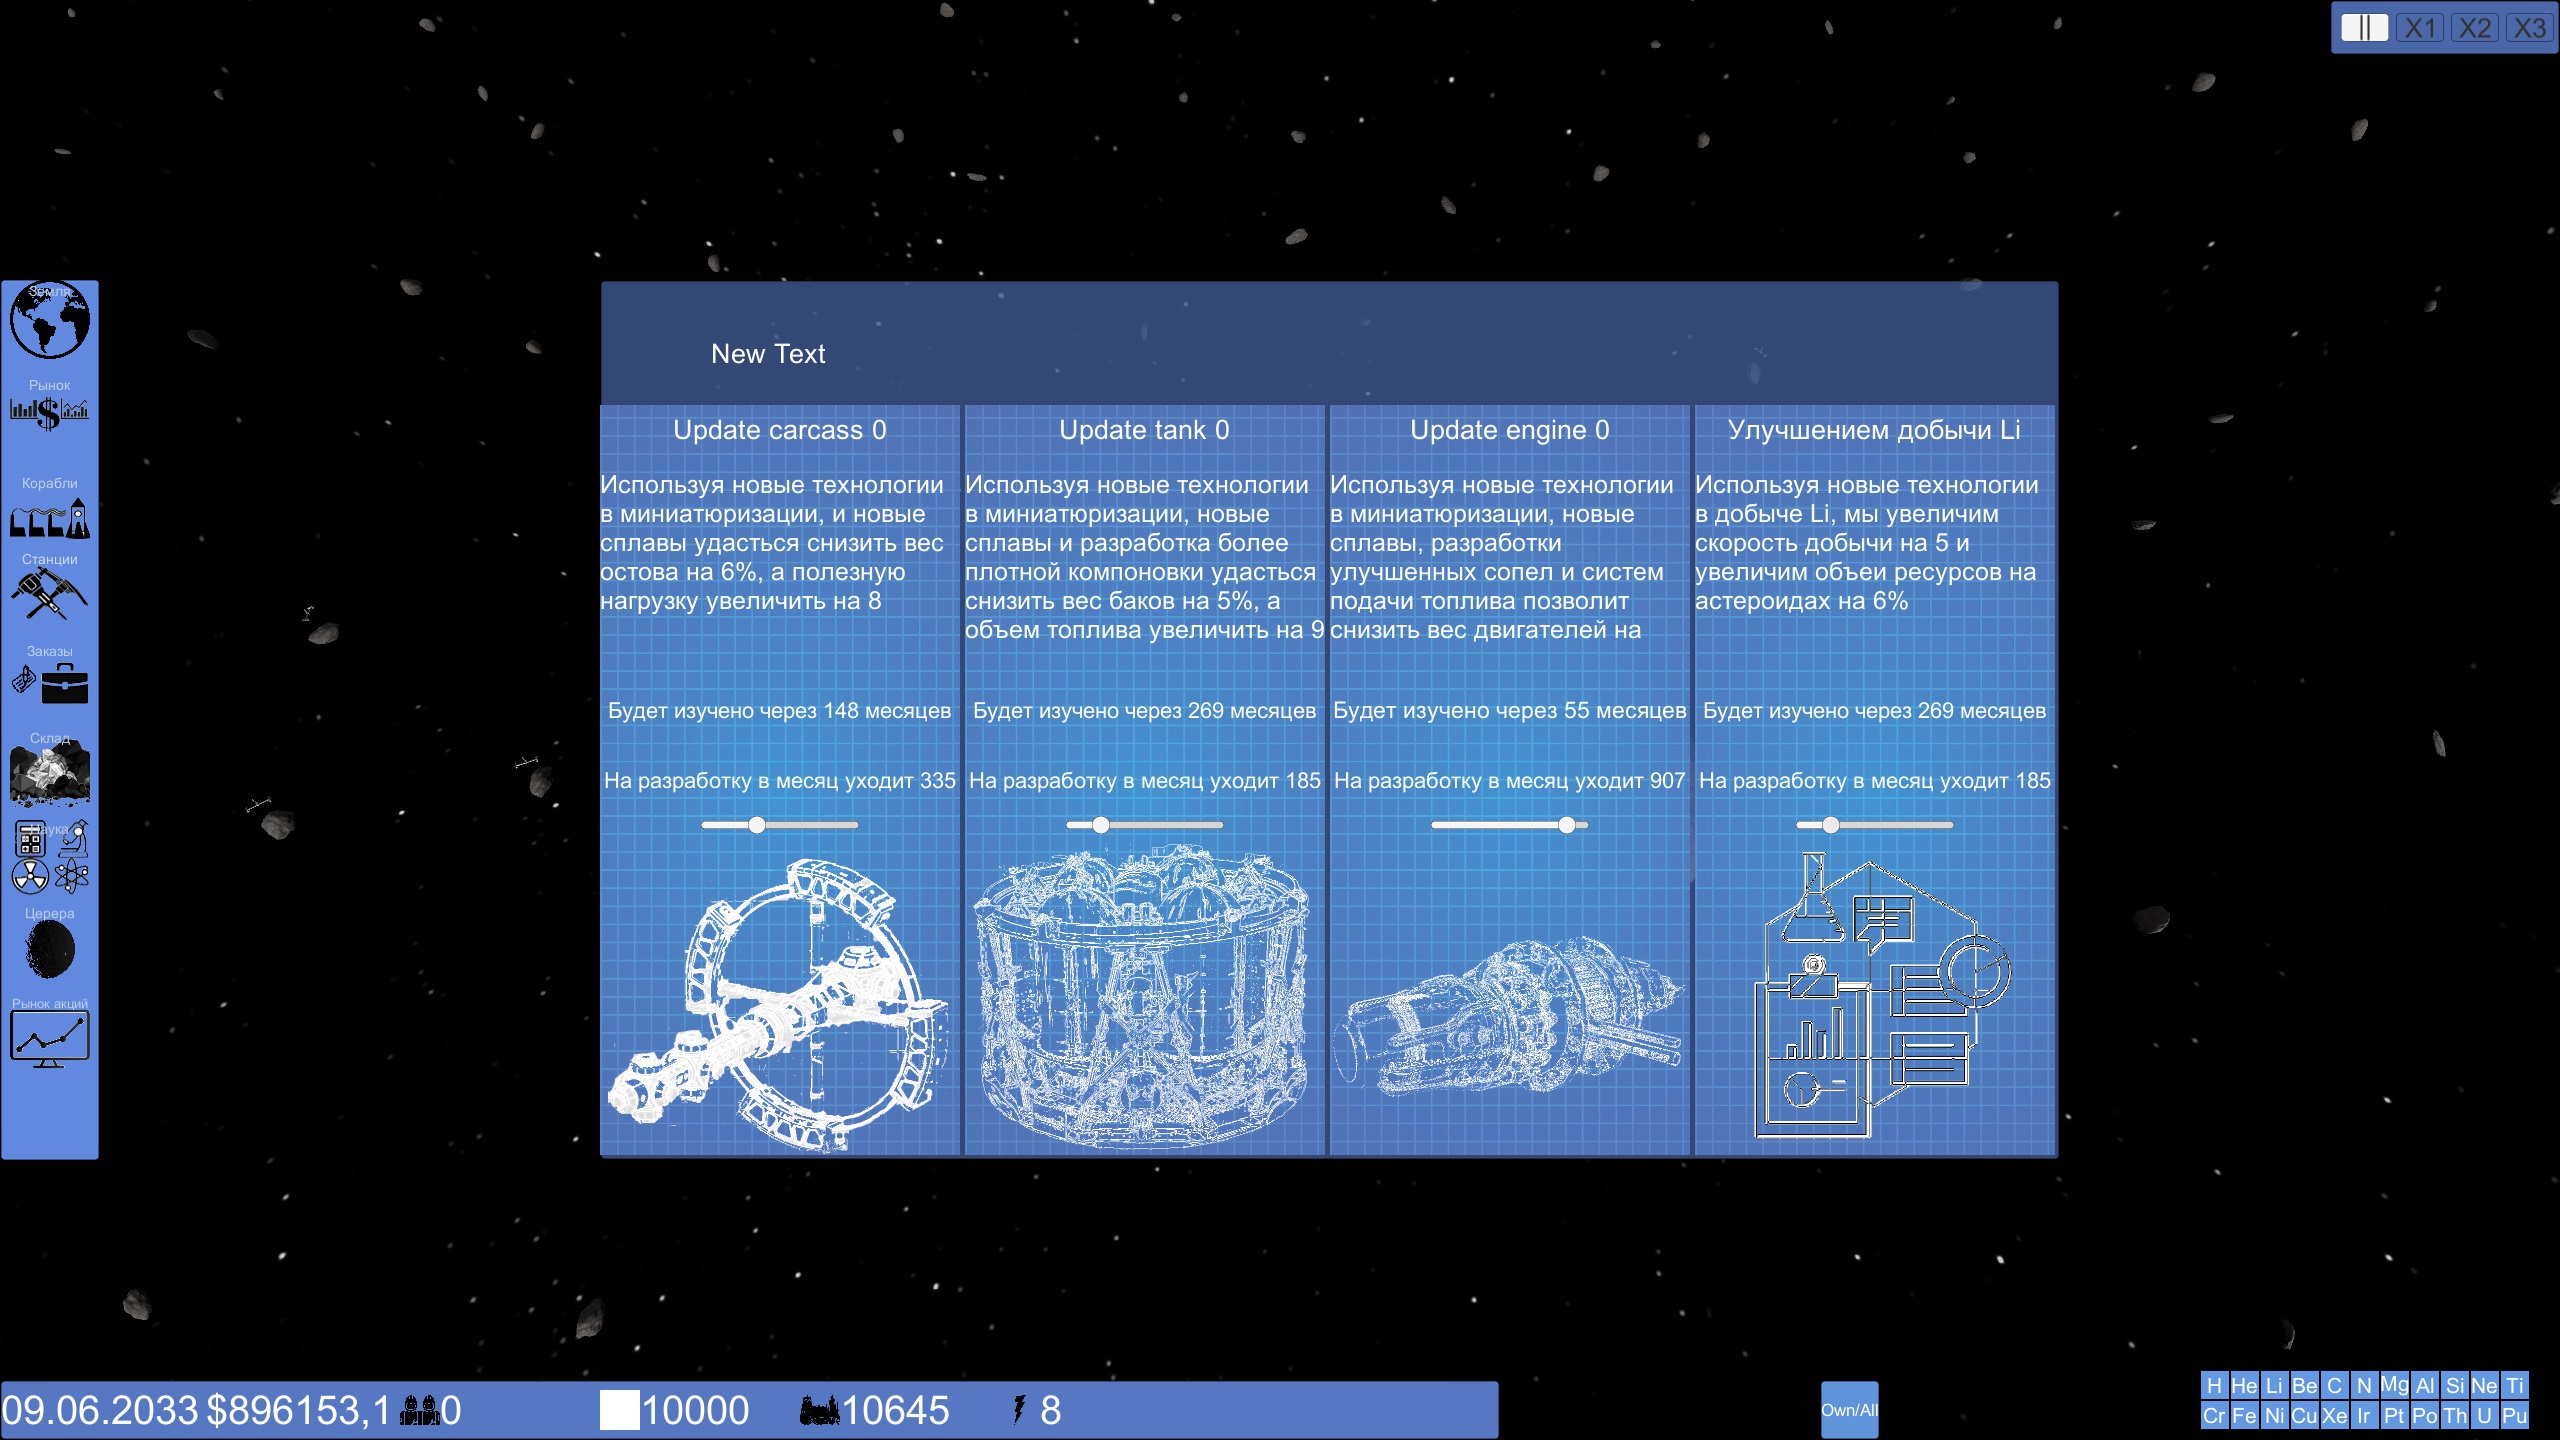 || X1 X2 X3
Земля
Рынок
Корабли
Станции
Заказы
Склад
Наука
Церера
Рынок акций
New Text
Update carcass 0
Используя новые технологии
в миниатюризации, и новые
сплавы удасться снизить вес
остова на 6%, а полезную
нагрузку увеличить на 8
Будет изучено через 148 месяцев
На разработку в месяц уходит 335
Update tank 0
Используя новые технологии
в миниатюризации, новые
сплавы и разработка более
плотной компоновки удасться
снизить вес баков на 5%, а
объем топлива увеличить на 9
Будет изучено через 269 месяцев
На разработку в месяц уходит 185
Update engine 0
Используя новые технологии
в миниатюризации, новые
сплавы, разработки
улучшенных сопел и систем
подачи топлива позволит
снизить вес двигателей на
Будет изучено через 55 месяцев
На разработку в месяц уходит 907
Улучшением добычи Li
Используя новые технологии
в добыче Li, мы увеличим
скорость добычи на 5 и
увеличим объеи ресурсов на
астероидах на 6%
Будет изучено через 269 месяцев
На разработку в месяц уходит 185
09.06.2033 $896153,1 0 10000 10645 8
Own/All
H He Li Be C N Mg Al Si Ne Ti
Cr Fe Ni Cu Xe Ir Pt Po Th U Pu